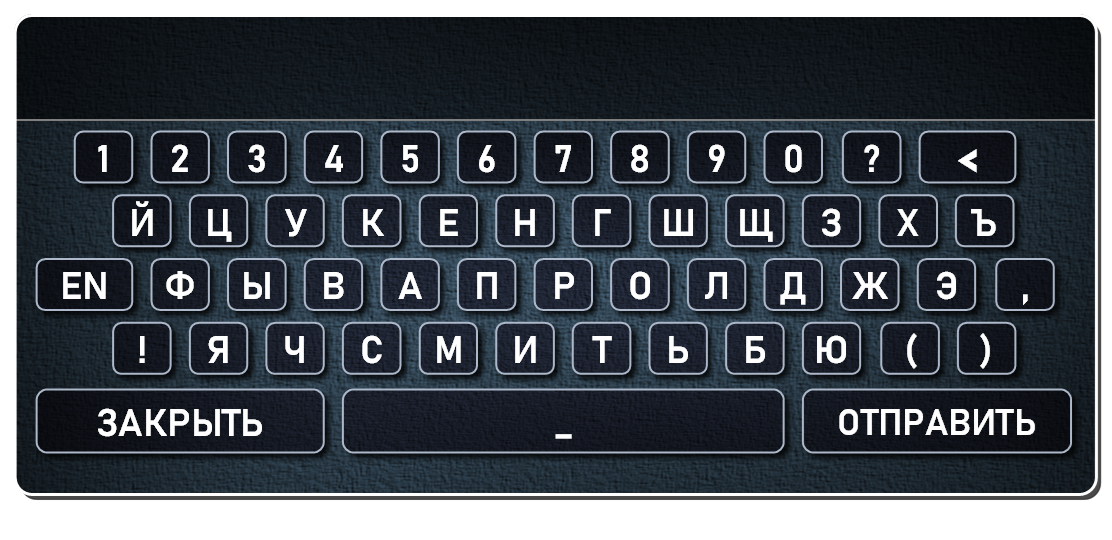 1 2 3 4 5 6 7 8 9 0 ? <
Й Ц У К Е Н Г Ш Щ З Х Ъ
EN Ф Ы В А П Р О Л Д Ж Э ,
! Я Ч С М И Т Ь Б Ю ( )
ЗАКРЫТЬ _ ОТПРАВИТЬ